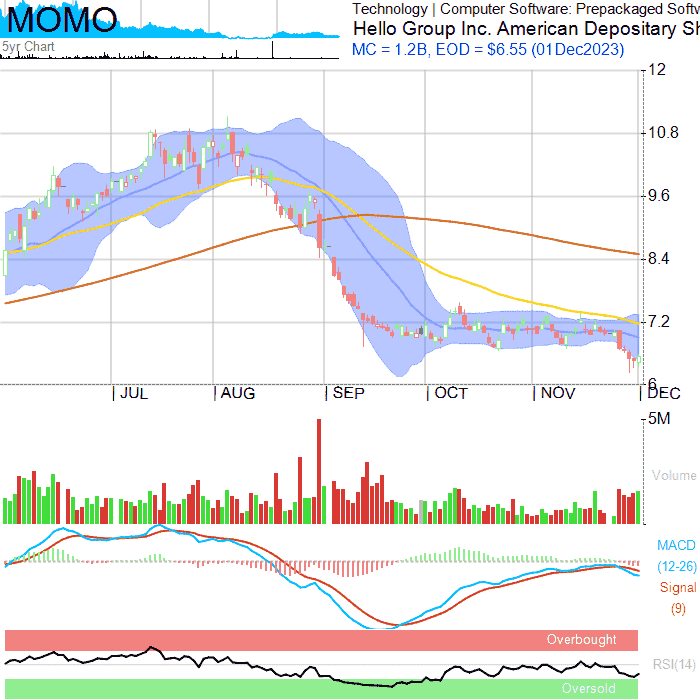 MOMO
Technology | Computer Software: Prepackaged Softw
Hello Group Inc. American Depositary Sh
5yr Chart
MC = 1.2B, EOD = $6.55 (01Dec2023)
12
10.8
9.6
8.4
7.2
6
JUL
AUG
SEP
OCT
NOV
DEC
5M
Volume
MACD
(12-26)
Signal
(9)
Overbought
RSI(14)
Oversold